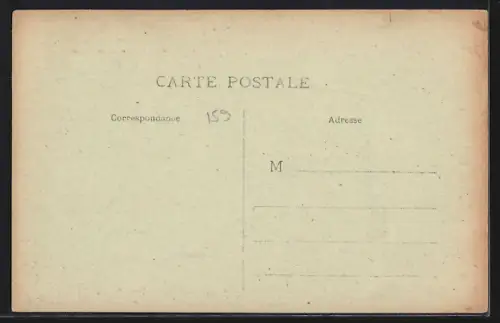 CARTE POSTALE
Correspondance 159 Adresse
M